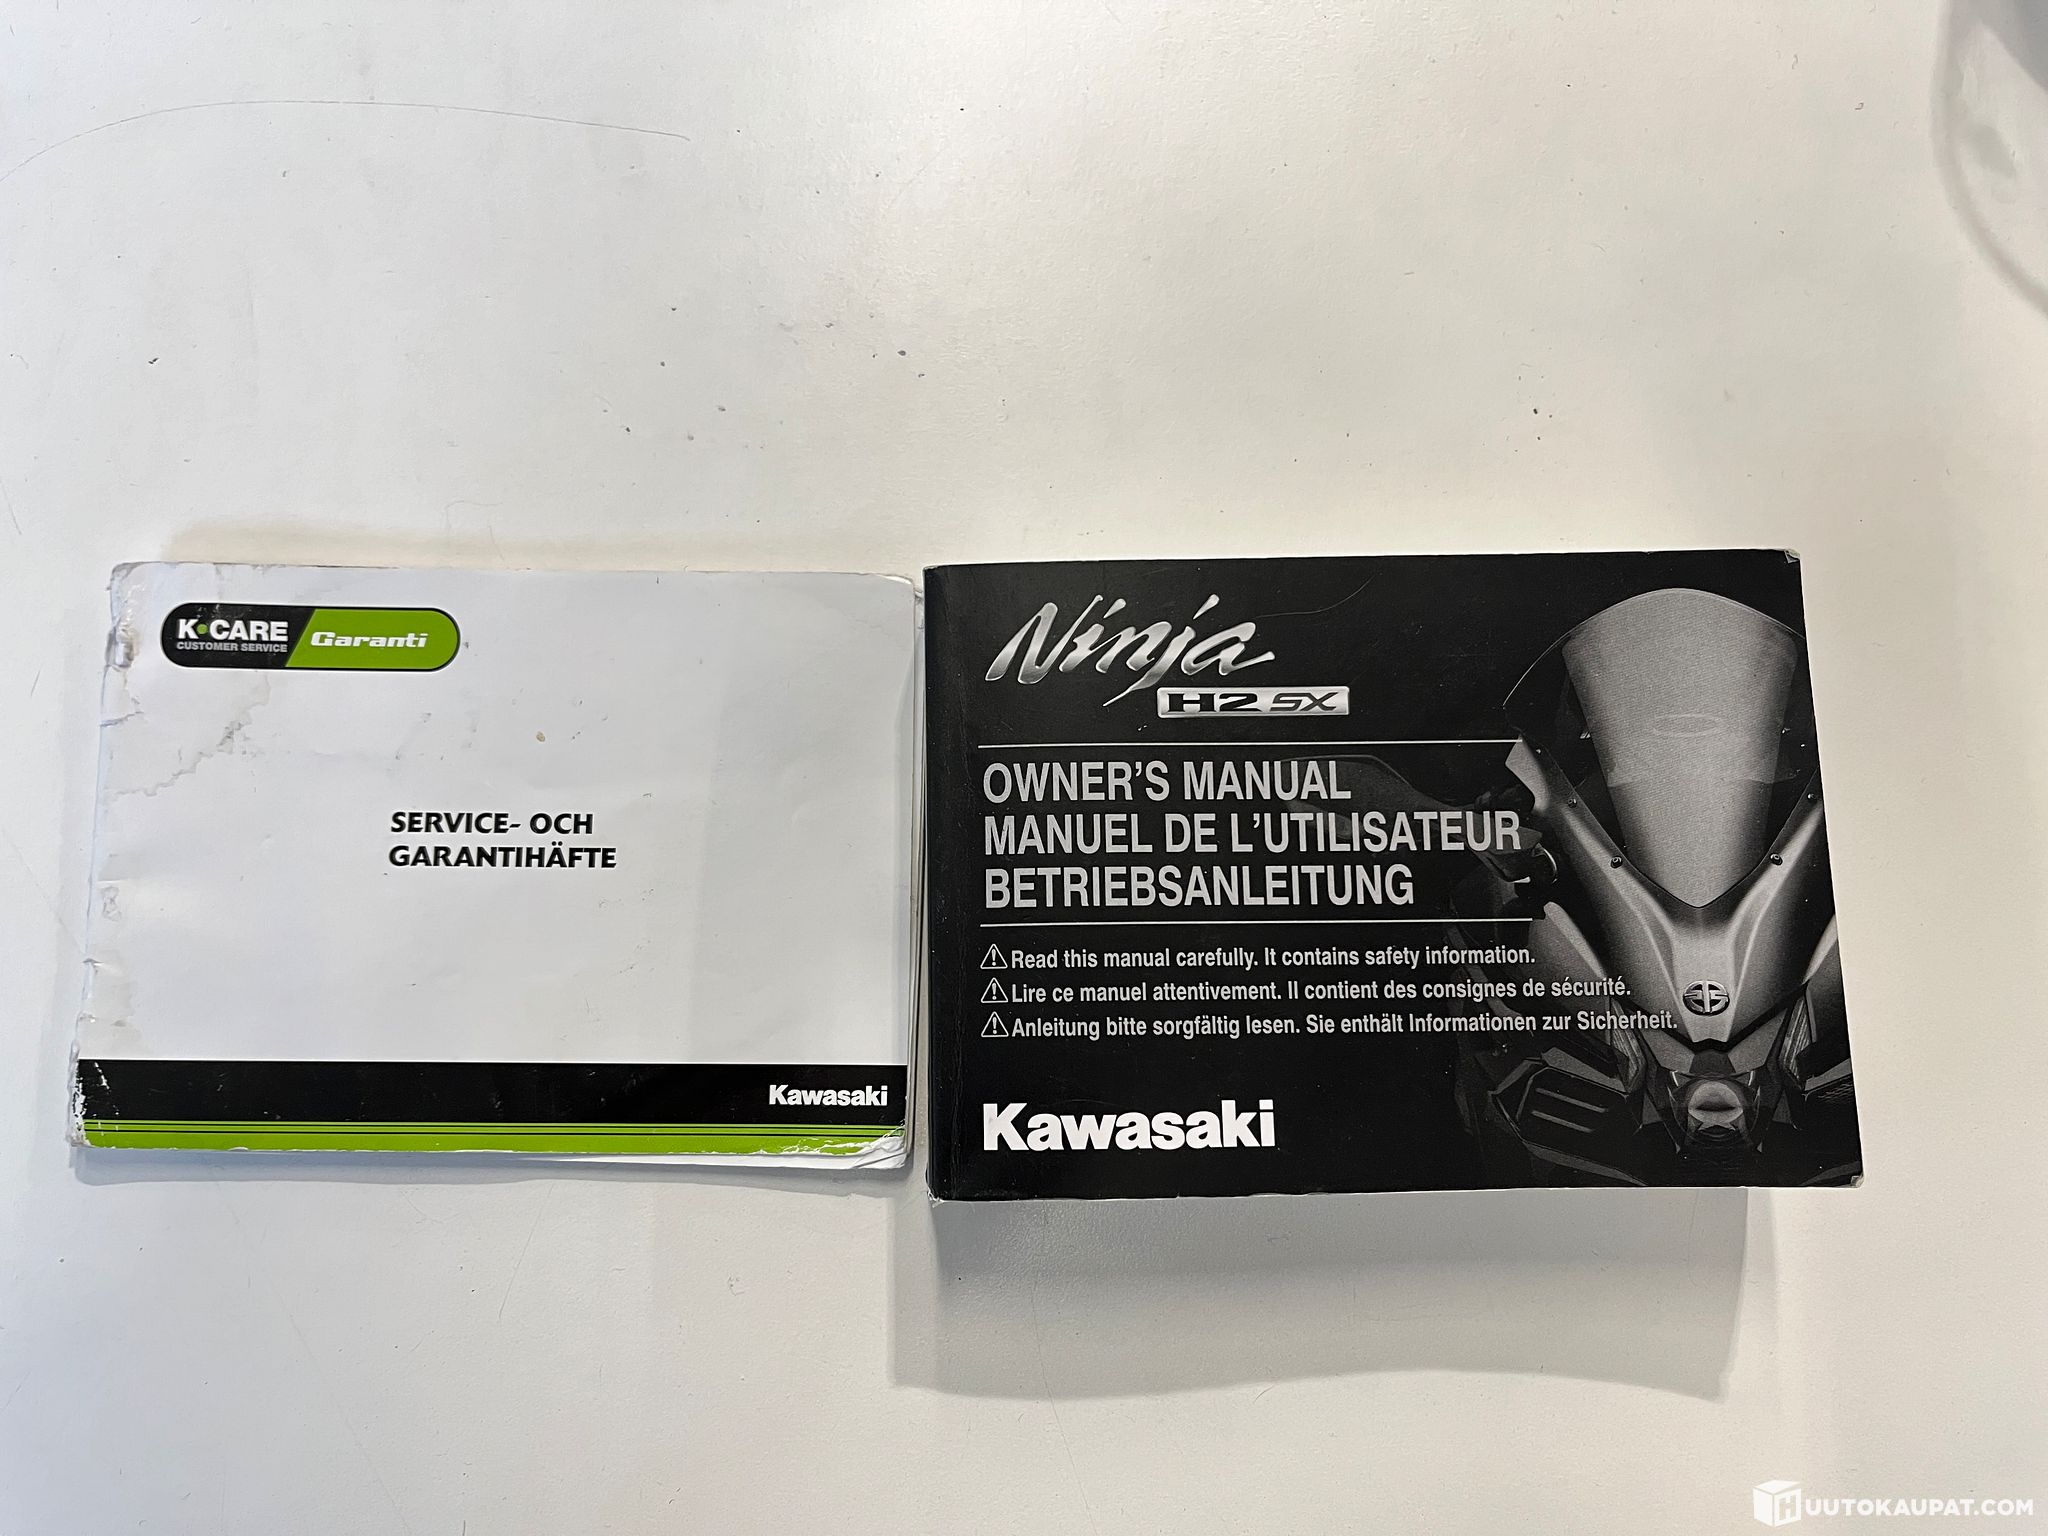 K•CARE
CUSTOMER SERVICE
Garanti
SERVICE- OCH
GARANTIHÄFTE
Kawasaki
Ninja
H2 SX
OWNER'S MANUAL
MANUEL DE L'UTILISATEUR
BETRIEBSANLEITUNG
Read this manual carefully. It contains safety information.
Lire ce manuel attentivement. Il contient des consignes de sécurité.
Anleitung bitte sorgfältig lesen. Sie enthält Informationen zur Sicherheit.
Kawasaki
HUUTOKAUPAT.COM